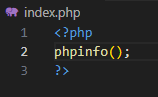 index.php
1 <?php
2 phpinfo();
3 ?>